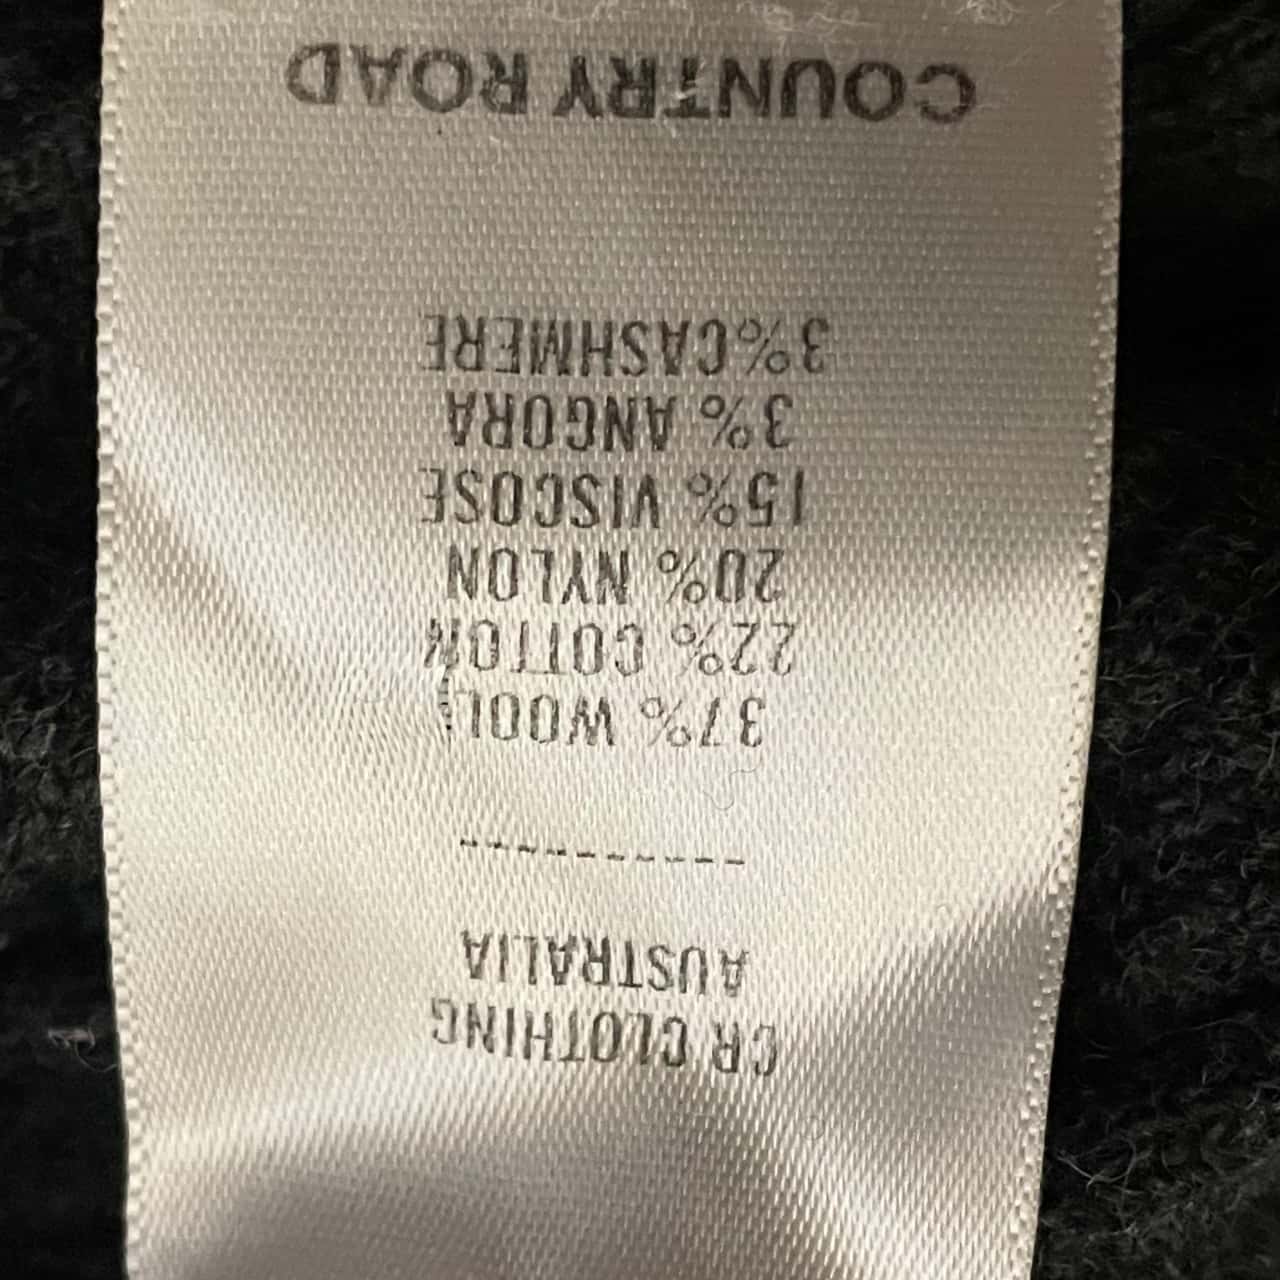 CR CLOTHING
AUSTRALIA
-----------
37% WOOL
22% COTTON
20% NYLON
15% VISCOSE
3% ANGORA
3%CASHMERE
COUNTRY ROAD